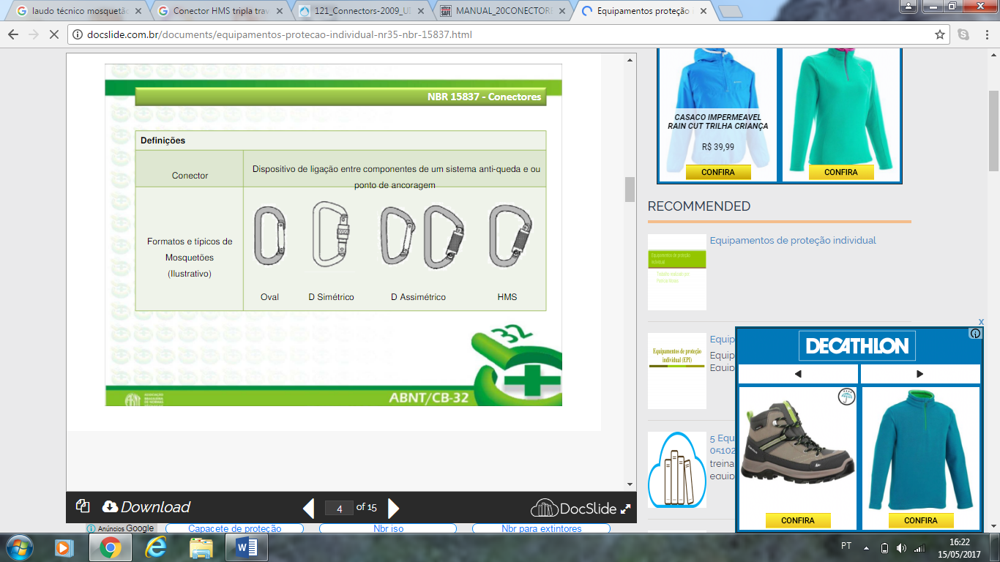 laudo técnico mosquetã
Conector HMS tripla trav
121_Connectors-2009_U
MANUAL_20CONECTOR
Equipamentos proteção
docslide.com.br/documents/equipamentos-protecao-individual-nr35-nbr-15837.html
NBR 15837 - Conectores
Definições
Conector
Dispositivo de ligação entre componentes de um sistema anti-queda e ou
ponto de ancoragem
Formatos e típicos de
Mosquetões
(Ilustrativo)
Oval
D Simétrico
D Assimétrico
HMS
32
ABNT
ABNT/CB-32
CASACO IMPERMEAVEL
RAIN CUT TRILHA CRIANÇA
R$ 39,99
CONFIRA
CONFIRA
RECOMMENDED
Equipamentos de proteção
individual
Equipamentos de proteção individual
Equipamentos de proteção
individual (EPI)
Equip
Equip
Equip
5 Equ
05102
treina
equip
x
DECATHLON
CONFIRA
CONFIRA
Download
4 of 15
DocSlide
Anúncios Google
Capacete de proteção
Nbr iso
Nbr para extintores
PT
16:22
15/05/2017